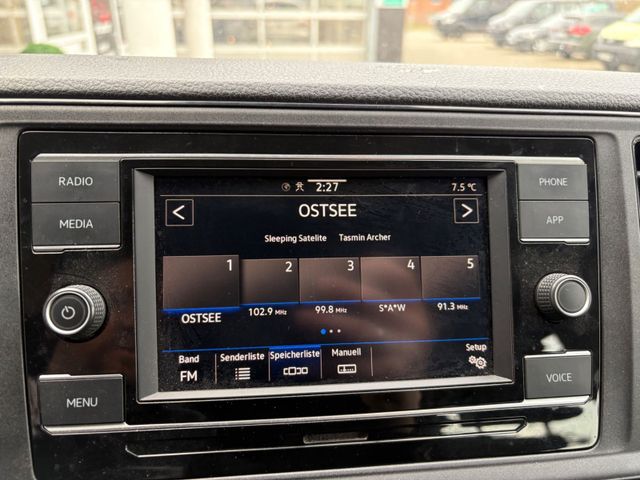 RADIO
MEDIA
MENU
2:27
7.5 °C
< OSTSEE >
Sleeping Satelite Tasmin Archer
1 2 3 4 5
OSTSEE 102.9 MHz 99.8 MHz S*A*W 91.3 MHz
Band Senderliste Speicherliste Manuell Setup
FM
PHONE
APP
VOICE